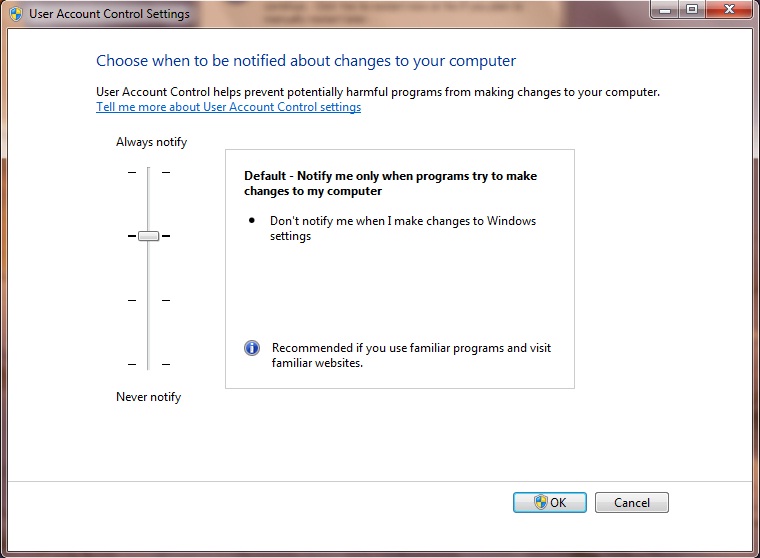 User Account Control Settings
Choose when to be notified about changes to your computer
User Account Control helps prevent potentially harmful programs from making changes to your computer.
Tell me more about User Account Control settings
Always notify
Default - Notify me only when programs try to make
changes to my computer
• Don't notify me when I make changes to Windows
settings
Recommended if you use familiar programs and visit
familiar websites.
Never notify
OK
Cancel